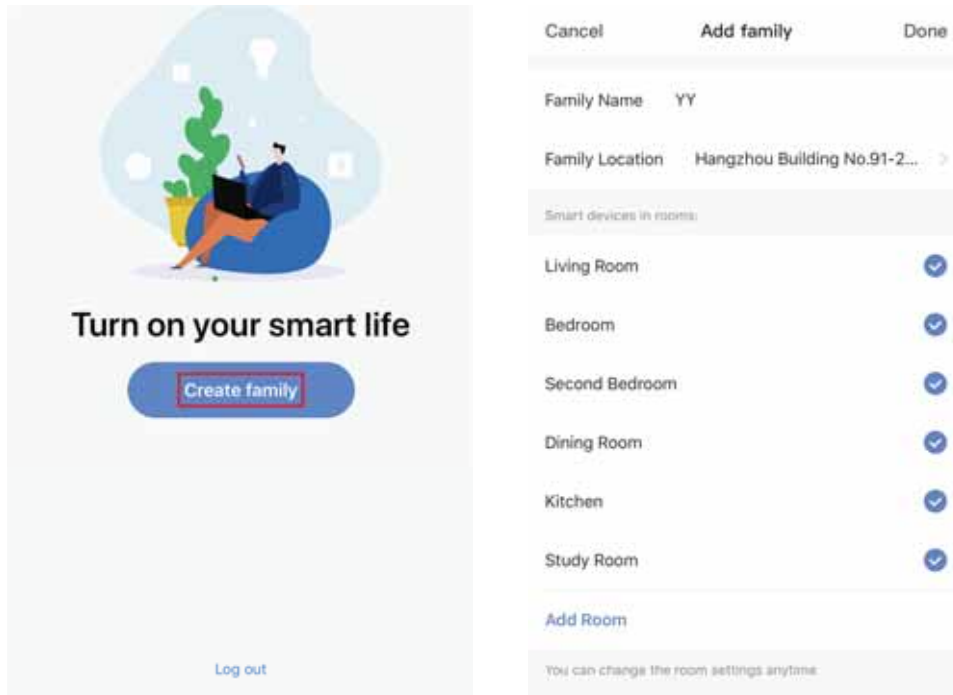 Turn on your smart life
Create family
Log out
Cancel Add family Done
Family Name YY
Family Location Hangzhou Building No.91-2...
Smart devices in rooms:
Living Room
Bedroom
Second Bedroom
Dining Room
Kitchen
Study Room
Add Room
You can change the room settings anytime